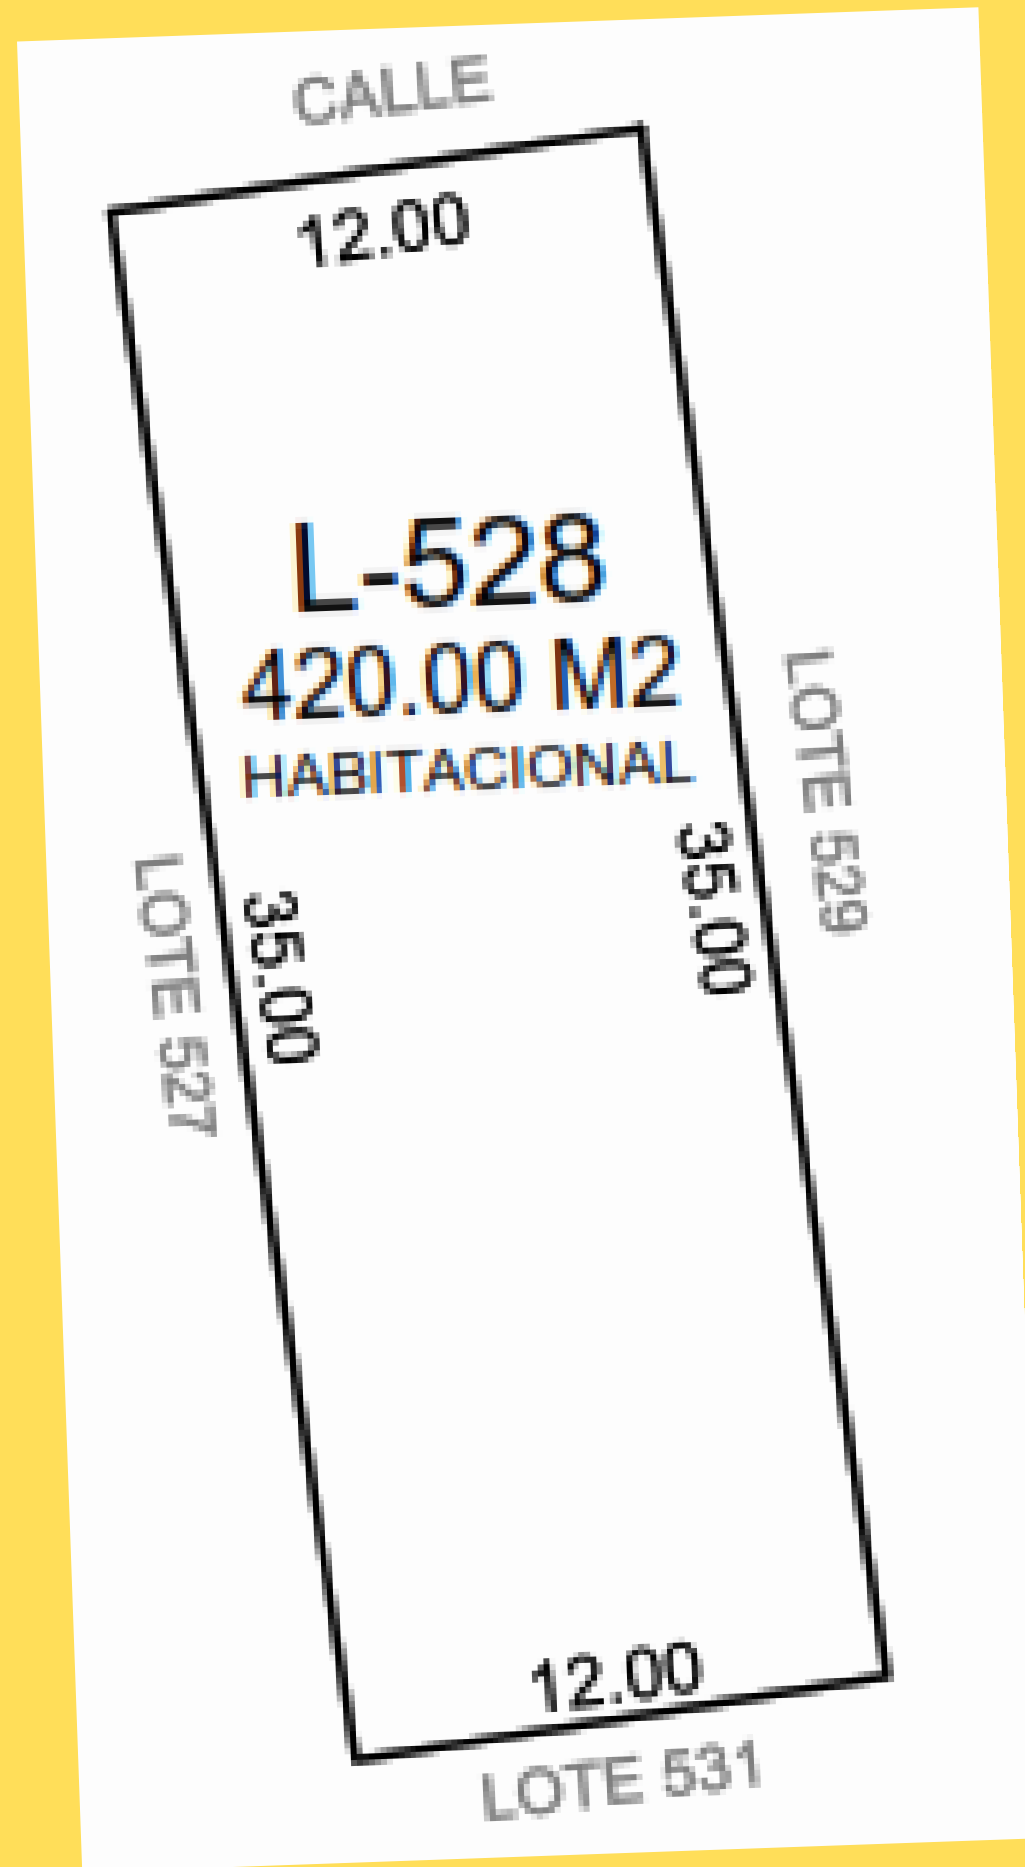 CALLE
12.00
L-528
420.00 M2
HABITACIONAL
LOTE 529
35.00
LOTE 527
35.00
12.00
LOTE 531